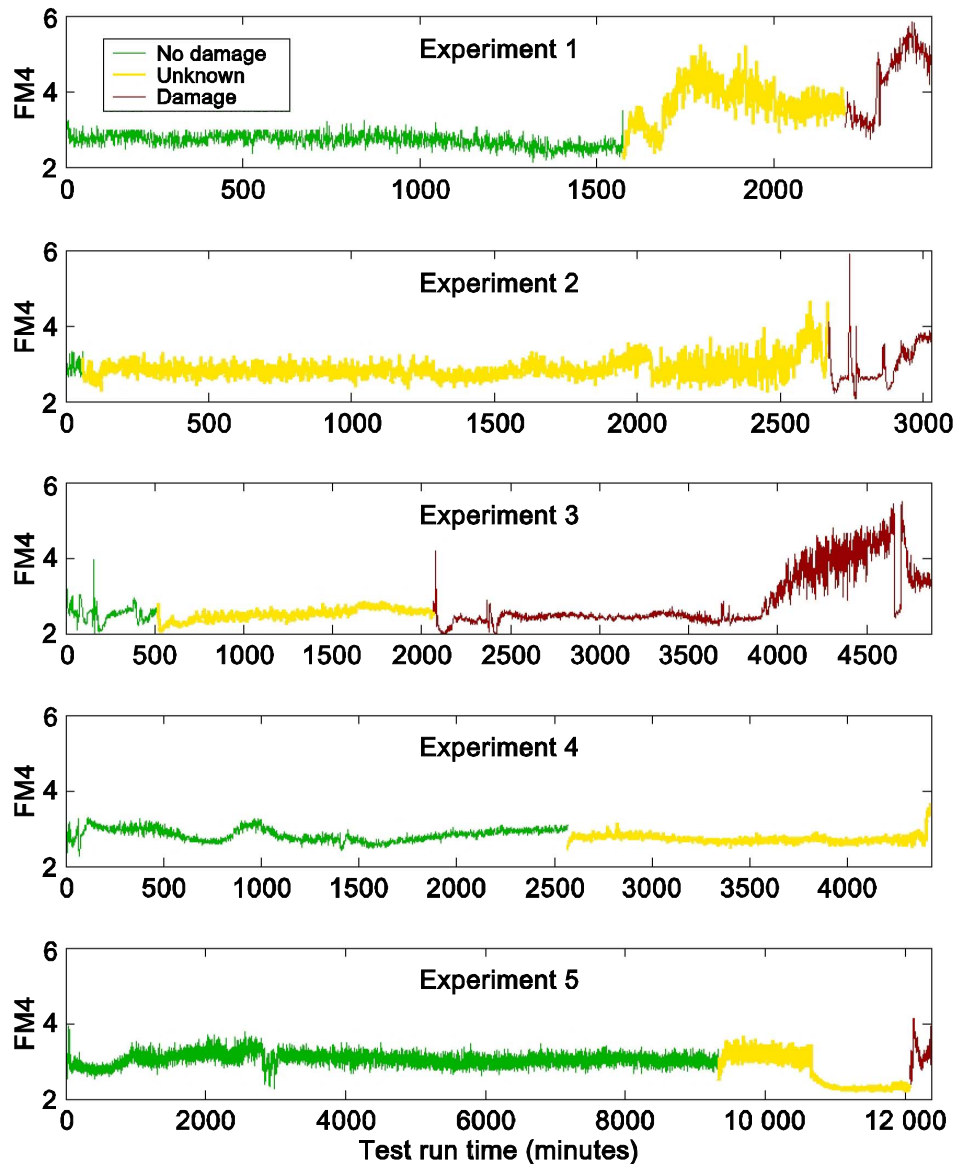 6
Experiment 1
No damage
Unknown
Damage
FM4
4
2
0 500 1000 1500 2000
6
Experiment 2
FM4
4
2
0 500 1000 1500 2000 2500 3000
6
Experiment 3
FM4
4
2
0 500 1000 1500 2000 2500 3000 3500 4000 4500
6
Experiment 4
FM4
4
2
0 500 1000 1500 2000 2500 3000 3500 4000
6
Experiment 5
FM4
4
2
0 2000 4000 6000 8000 10 000 12 000
Test run time (minutes)